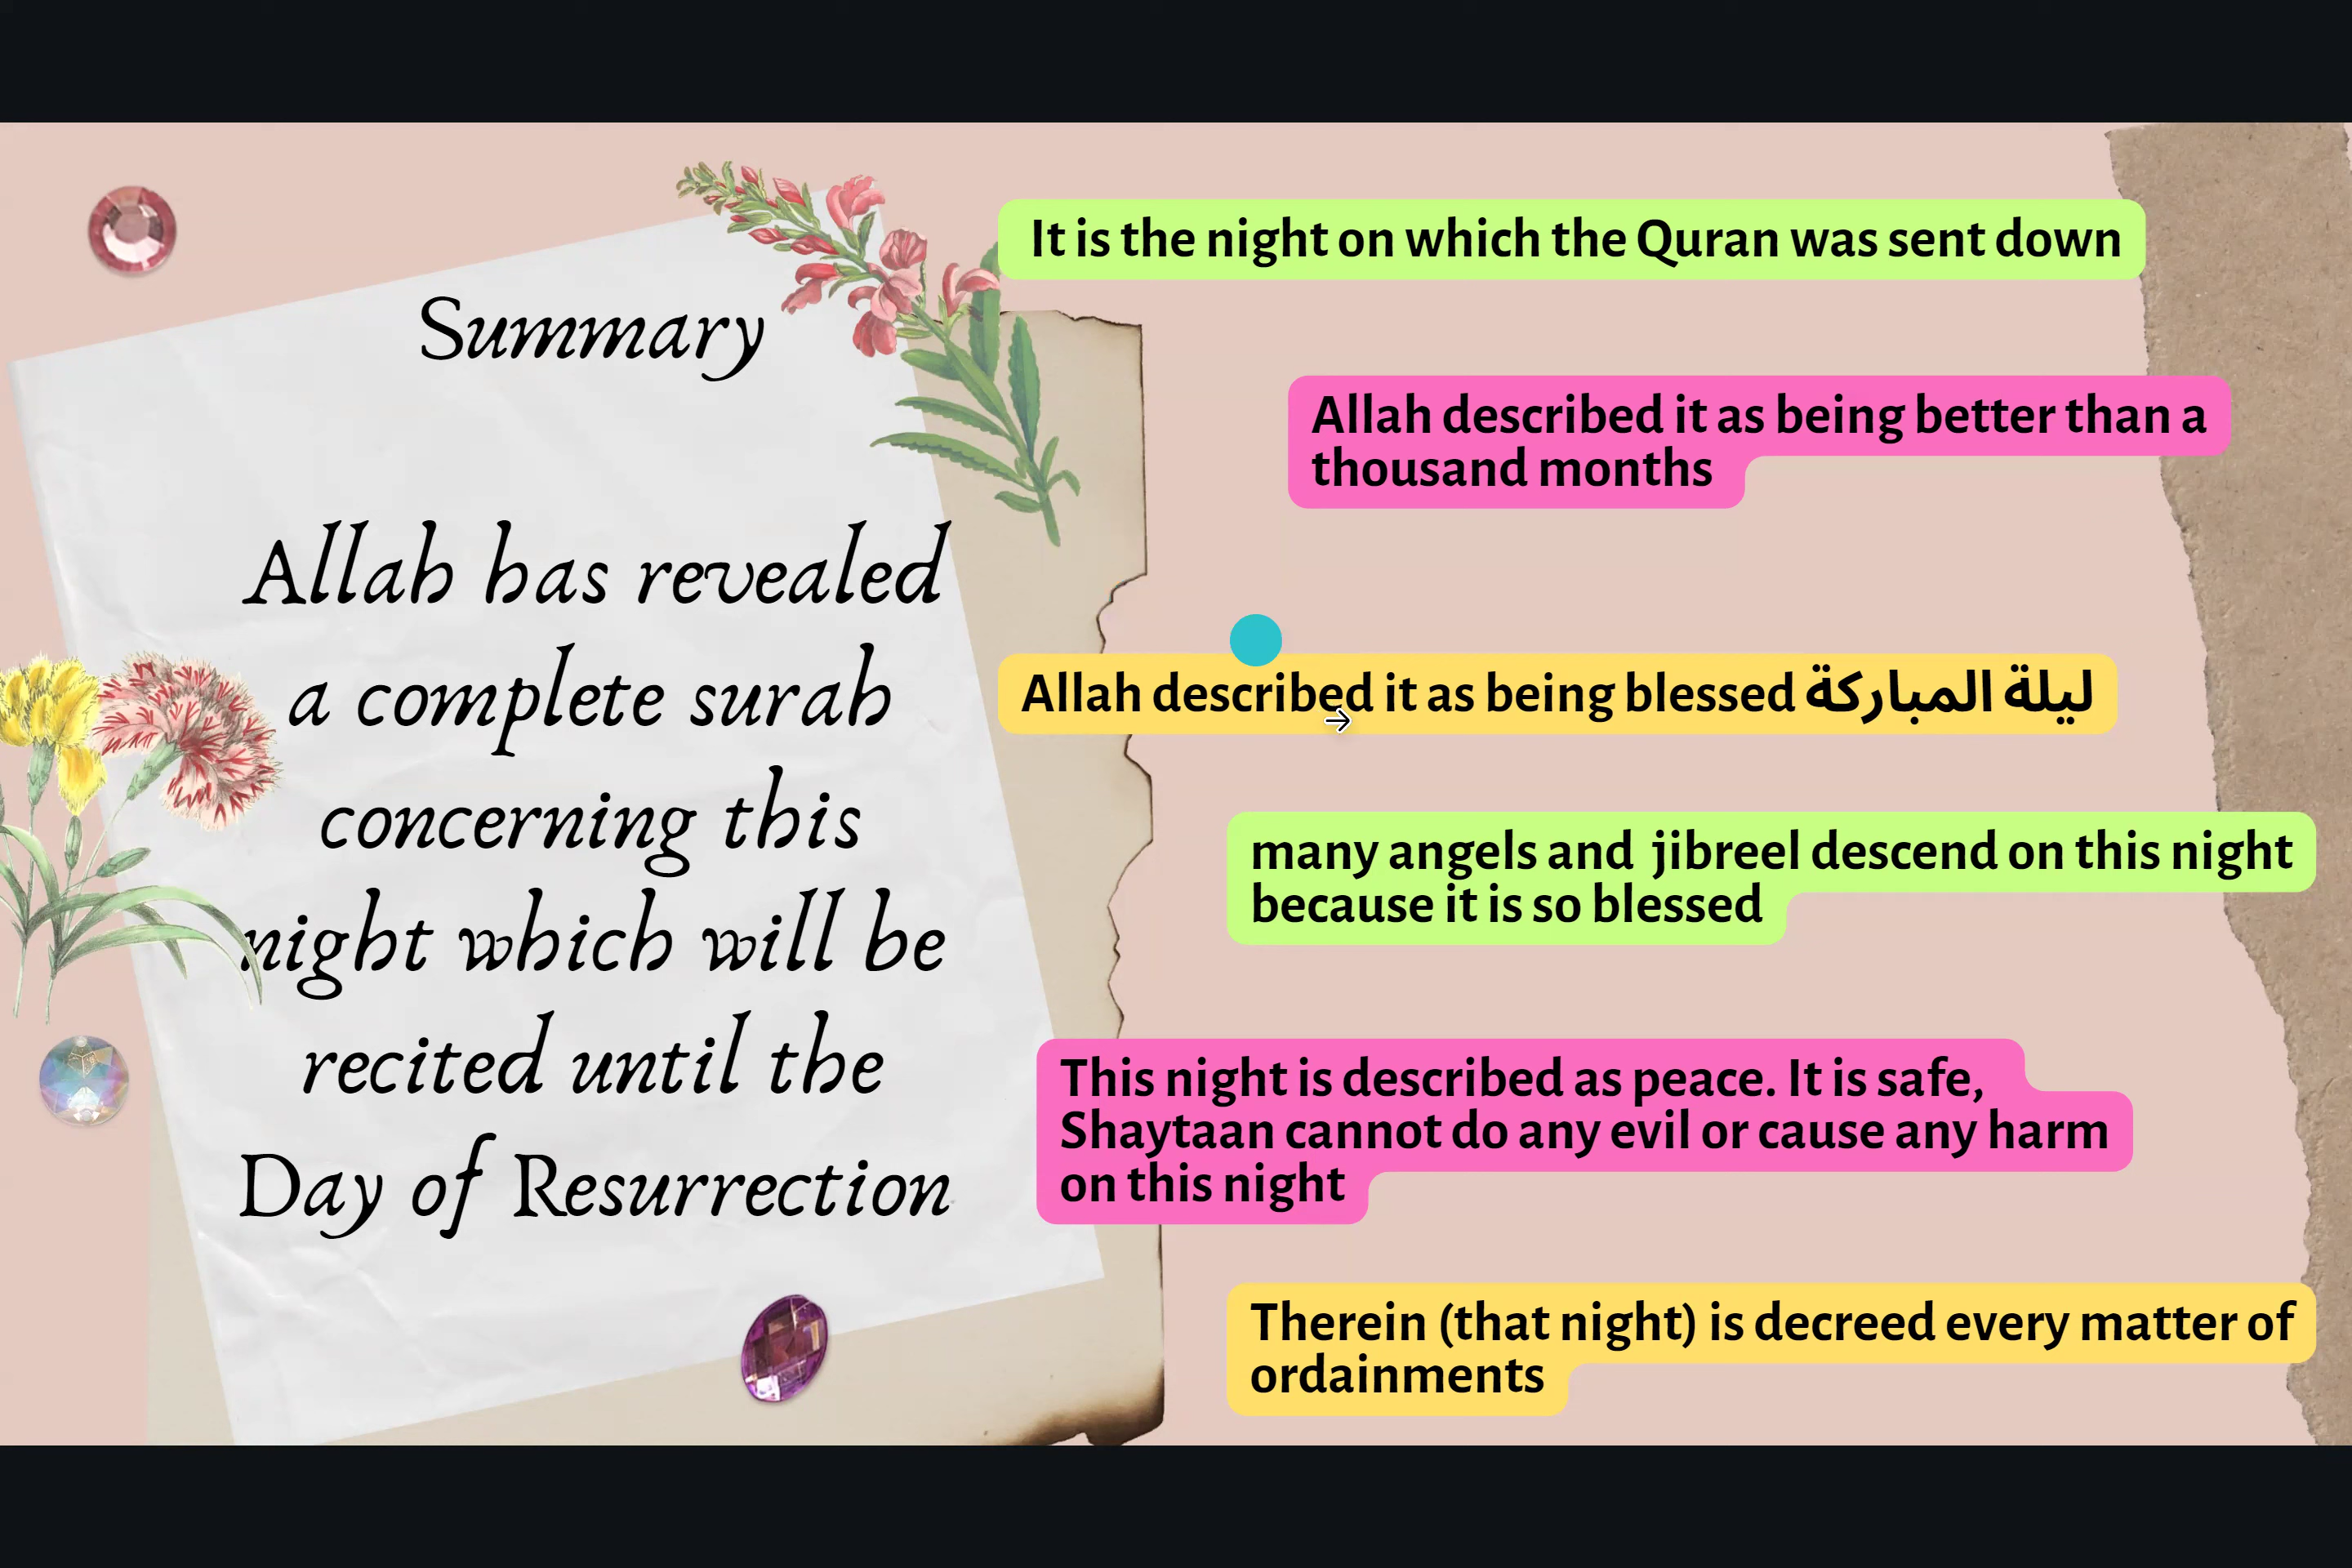 Summary
Allah has revealed
a complete surah
concerning this
night which will be
recited until the
Day of Resurrection
It is the night on which the Quran was sent down
Allah described it as being better than a
thousand months
Allah described it as being blessed ليلة المباركة
many angels and jibreel descend on this night
because it is so blessed
This night is described as peace. It is safe,
Shaytaan cannot do any evil or cause any harm
on this night
Therein (that night) is decreed every matter of
ordainments